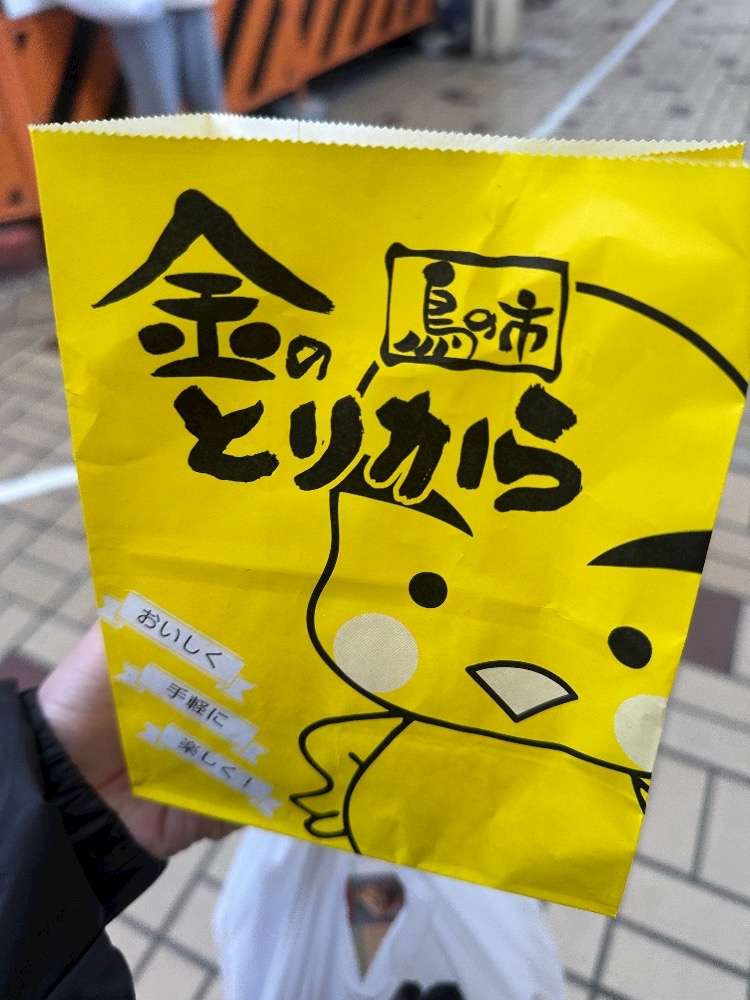 金の
鳥の市
とりから
おいしく
手軽に
楽しく!